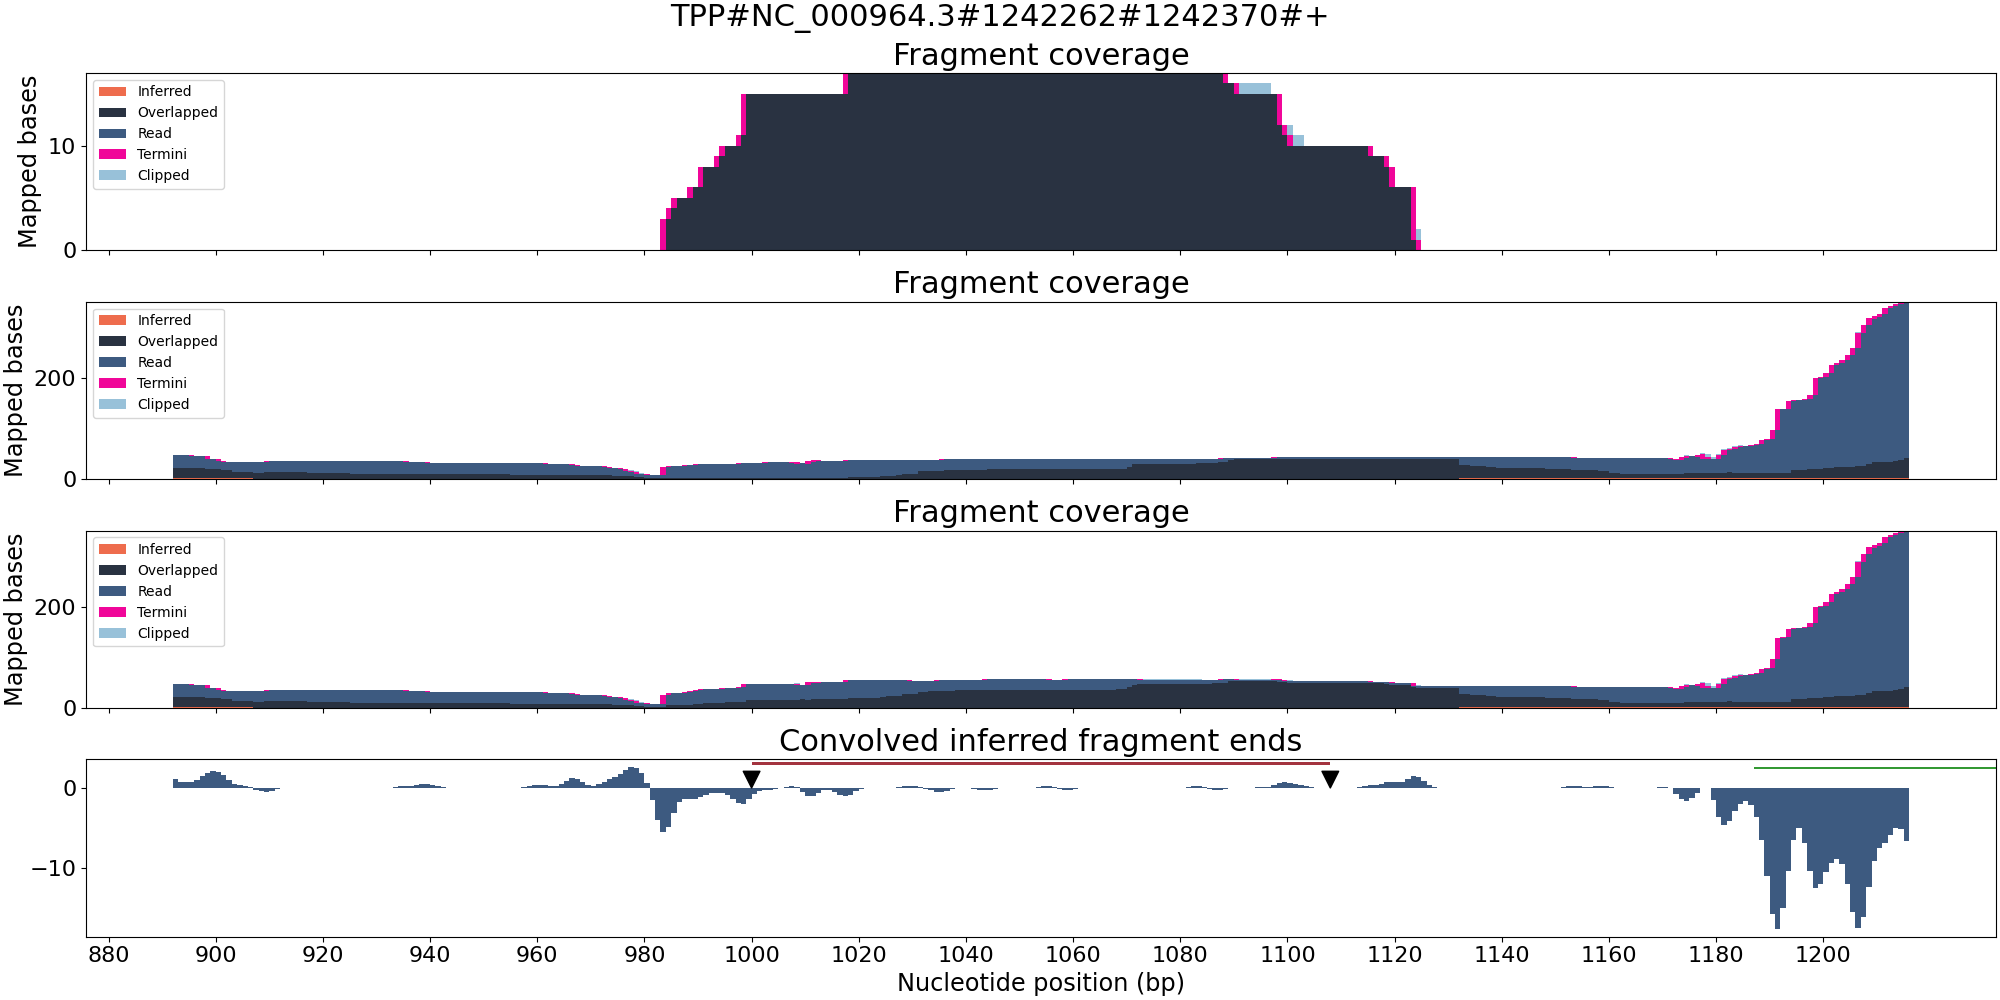 TPP#NC_000964.3#1242262#1242370#+
Fragment coverage
Mapped bases
10
0
Inferred
Overlapped
Read
Termini
Clipped
Fragment coverage
Mapped bases
200
0
Inferred
Overlapped
Read
Termini
Clipped
Fragment coverage
Mapped bases
200
0
Inferred
Overlapped
Read
Termini
Clipped
Convolved inferred fragment ends
0
−10
880 900 920 940 960 980 1000 1020 1040 1060 1080 1100 1120 1140 1160 1180 1200
Nucleotide position (bp)